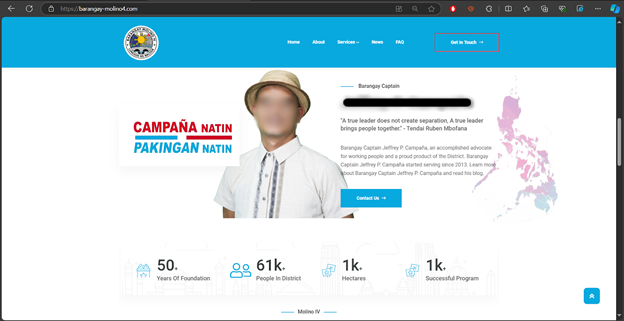 https://barangay-molino4.com
Home About Services News FAQ Get In Touch →
Barangay Captain
"A true leader does not create separation, A true leader
brings people together." - Tendai Ruben Mbofana
CAMPAÑA NATIN
PAKINGAN NATIN
Barangay Captain Jeffrey P. Campaña, an accomplished advocate
for working people and a proud product of the District. Barangay
Captain Jeffrey P. Campaña started serving since 2013. Learn more
about Barangay Captain Jeffrey P. Campaña and read his blog.
Contact Us →
50+
Years Of Foundation
61k+
People In District
1k+
Hectares
1k+
Successful Program
Molino IV